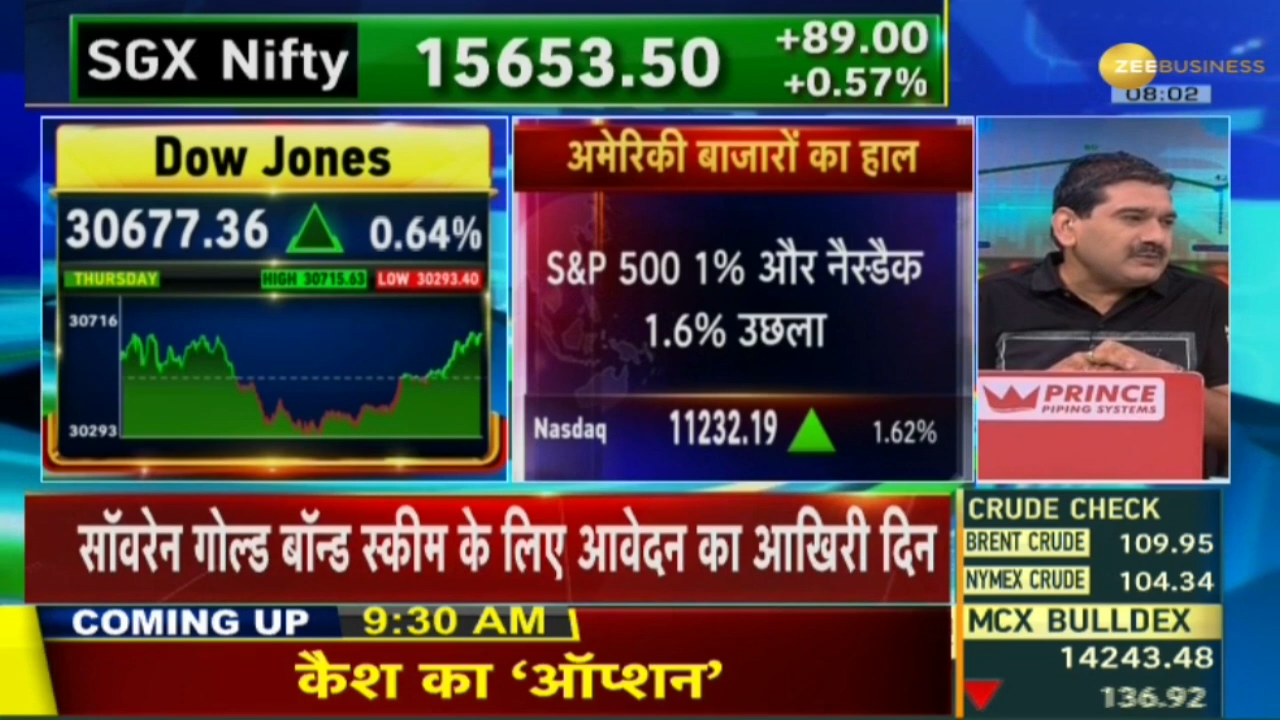 SGX Nifty 15653.50 +89.00
+0.57%
ZEEBUSINESS
08:02
Dow Jones
30677.36 0.64%
THURSDAY HIGH 30715.63 LOW 30293.40
30716
30293
अमेरिकी बाजारों का हाल
S&P 500 1% और नैस्डैक
1.6% उछला
Nasdaq 11232.19 1.62%
PRINCE
PIPING SYSTEMS
सॉवरेन गोल्ड बॉन्ड स्कीम के लिए आवेदन का आखिरी दिन
COMING UP 9:30 AM
कैश का ‘ऑप्शन’
CRUDE CHECK
BRENT CRUDE 109.95
NYMEX CRUDE 104.34
MCX BULLDEX
14243.48
136.92